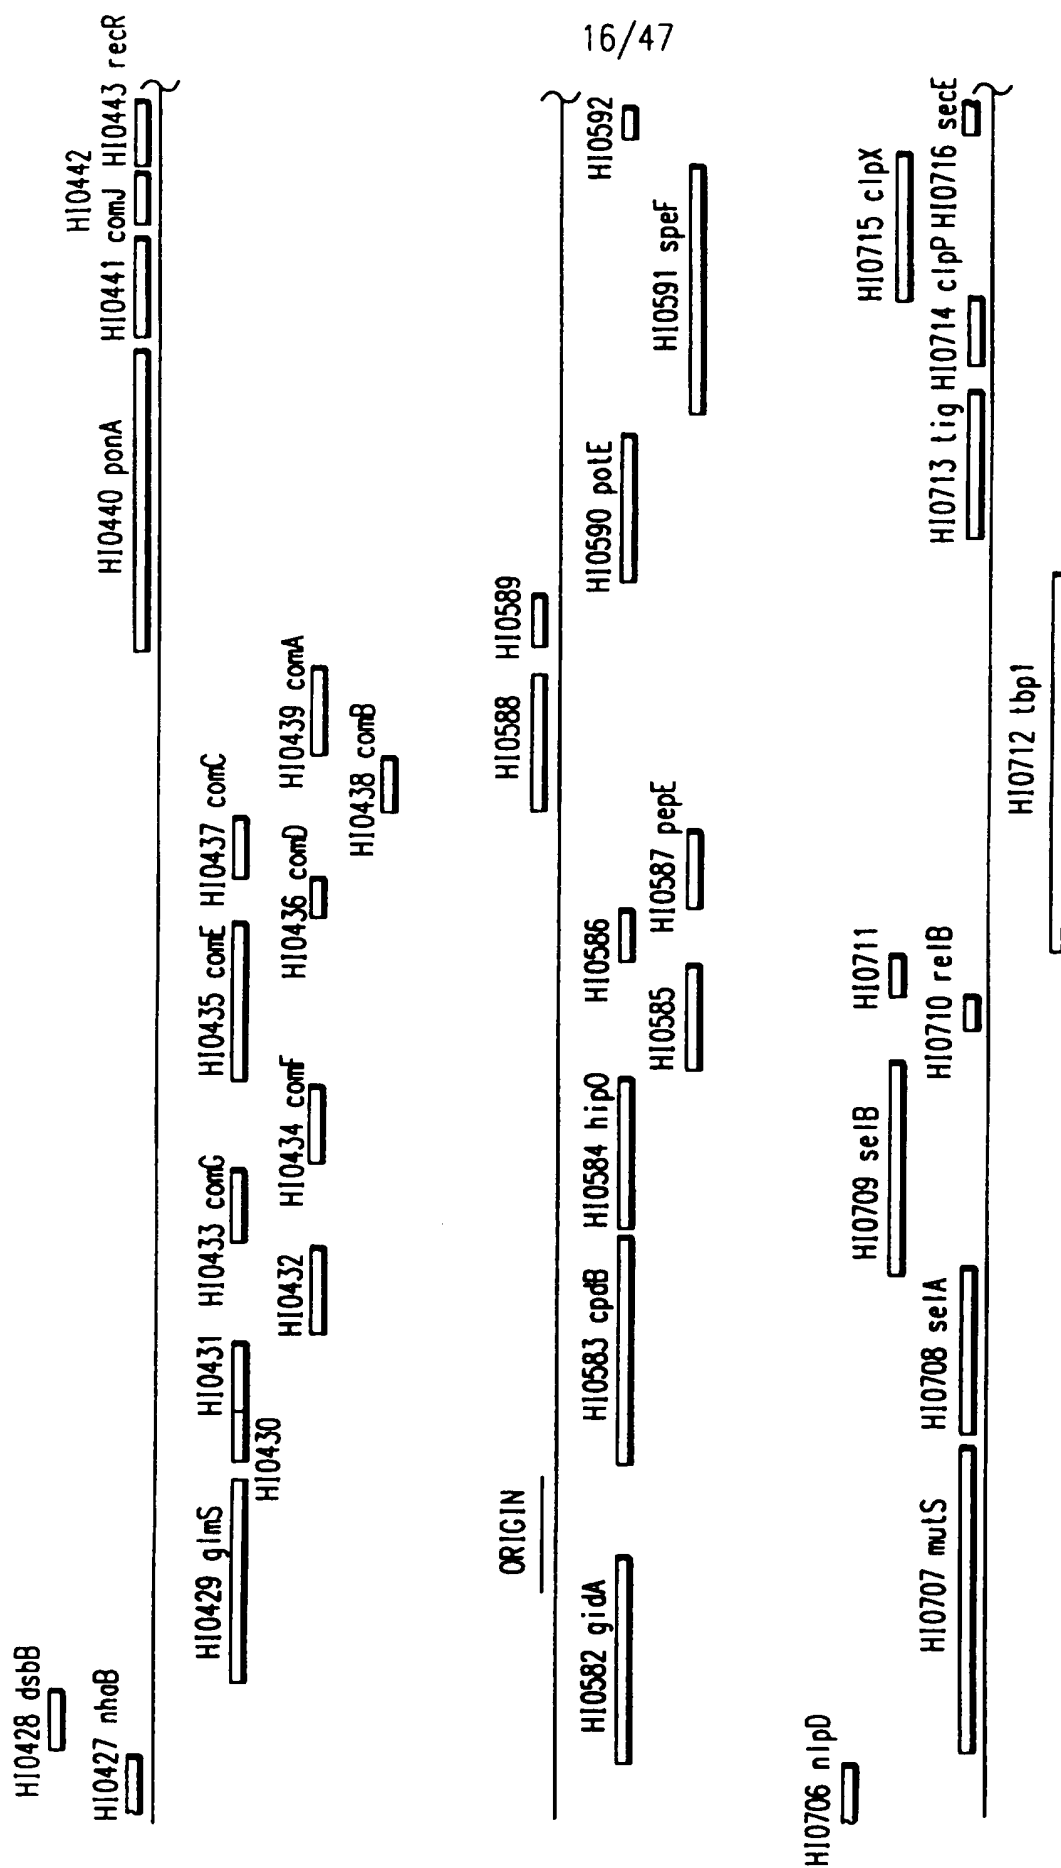 16/47
HI0428 dsbB
HI0427 nhaB
HI0429 glmS
HI0430
HI0431
HI0432
HI0433 comG
HI0434 comF
HI0435 comE
HI0436 comD
HI0437 comC
HI0438 comB
HI0439 comA
HI0440 ponA
HI0441 comJ
HI0442
HI0443 recR
ORIGIN
HI0582 gidA
HI0583 cpdB
HI0584 hipO
HI0585
HI0586
HI0587 pepE
HI0588
HI0589
HI0590 potE
HI0591 speF
HI0592
HI0706 nlpD
HI0707 mutS
HI0708 selA
HI0709 selB
HI0710 relB
HI0711
HI0712 tbp1
HI0713 tig
HI0714 clpP
HI0715 clpX
HI0716 secE